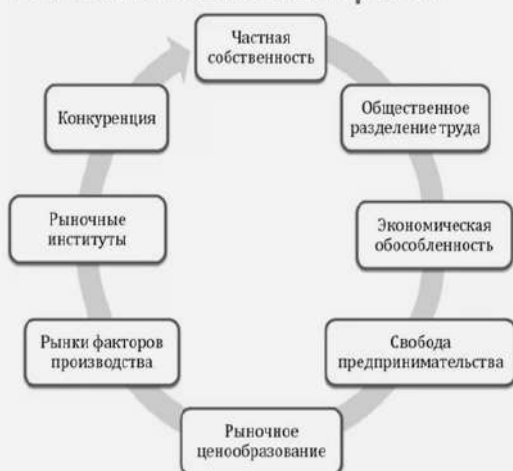 Частная
собственность
Общественное
разделение труда
Экономическая
обособленность
Свобода
предпринимательства
Рыночное
ценообразование
Рынки факторов
производства
Рыночные
институты
Конкуренция